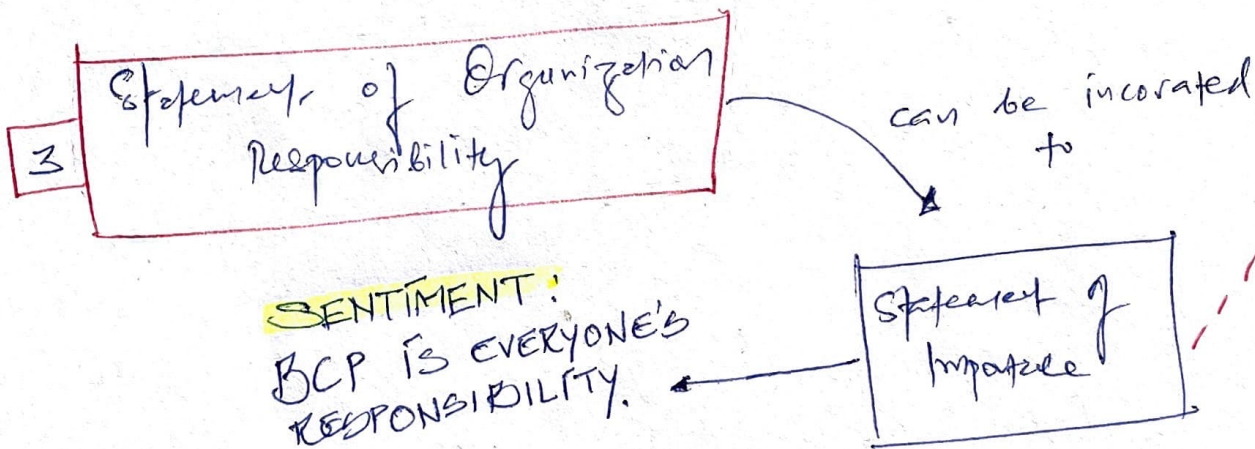 3
Statement of Organization
Responsibility
can be incorated
to
SENTIMENT:
BCP IS EVERYONE'S
RESPONSIBILITY.
Statement of
Importance